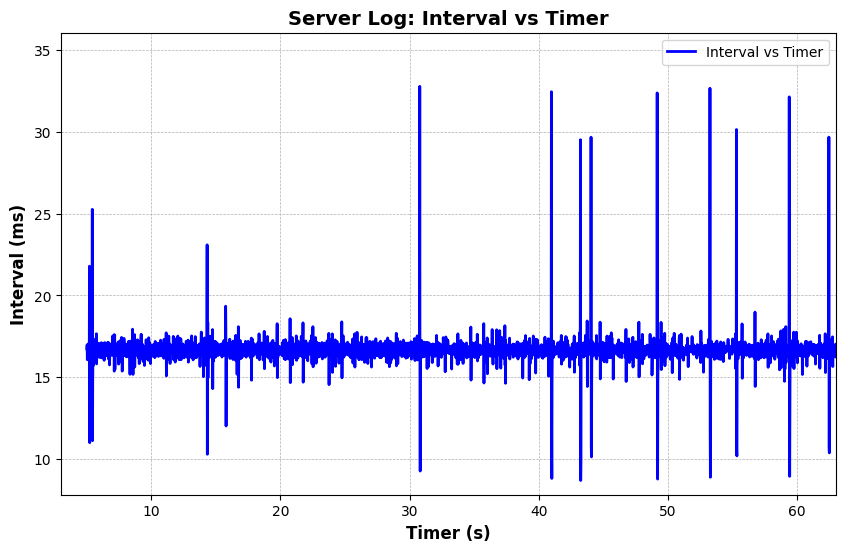 Server Log: Interval vs Timer
Interval vs Timer
35
30
25
20
15
10
Interval (ms)
10 20 30 40 50 60
Timer (s)